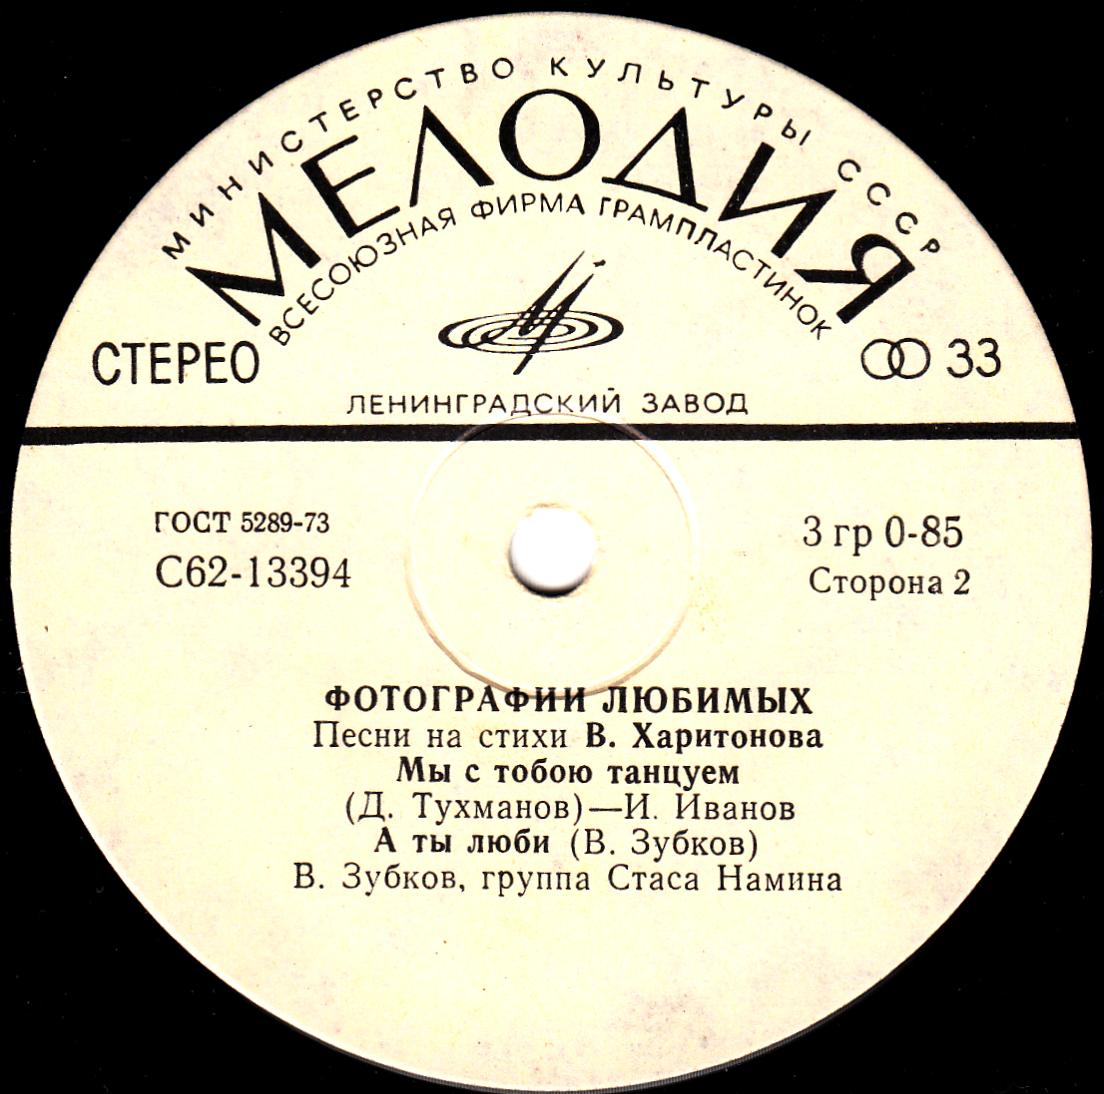 МИНИСТЕРСТВО КУЛЬТУРЫ СССР
МЕЛОДИЯ
ВСЕСОЮЗНАЯ ФИРМА ГРАМПЛАСТИНОК
СТЕРЕО
33
ЛЕНИНГРАДСКИЙ ЗАВОД
ГОСТ 5289-73
3 гр 0-85
С62-13394
Сторона 2
ФОТОГРАФИИ ЛЮБИМЫХ
Песни на стихи В. Харитонова
Мы с тобою танцуем
(Д. Тухманов)—И. Иванов
А ты люби (В. Зубков)
В. Зубков, группа Стаса Намина